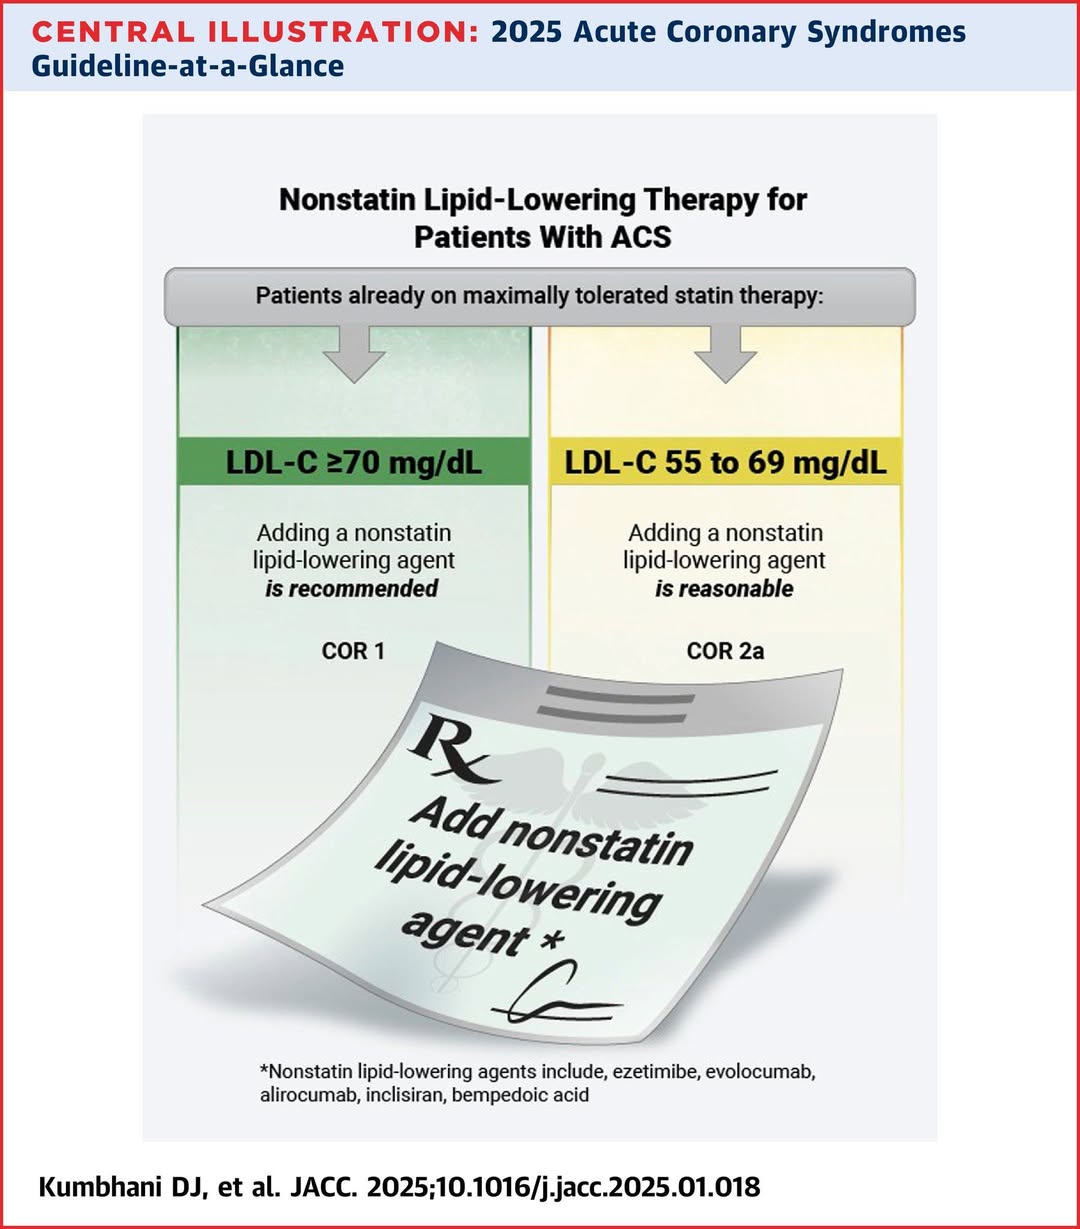 CENTRAL ILLUSTRATION: 2025 Acute Coronary Syndromes
Guideline-at-a-Glance
Nonstatin Lipid-Lowering Therapy for
Patients With ACS
Patients already on maximally tolerated statin therapy:
LDL-C ≥70 mg/dL
Adding a nonstatin
lipid-lowering agent
is recommended
COR 1
LDL-C 55 to 69 mg/dL
Adding a nonstatin
lipid-lowering agent
is reasonable
COR 2a
Rx
Add nonstatin
lipid-lowering
agent *
*Nonstatin lipid-lowering agents include, ezetimibe, evolocumab,
alirocumab, inclisiran, bempedoic acid
Kumbhani DJ, et al. JACC. 2025;10.1016/j.jacc.2025.01.018